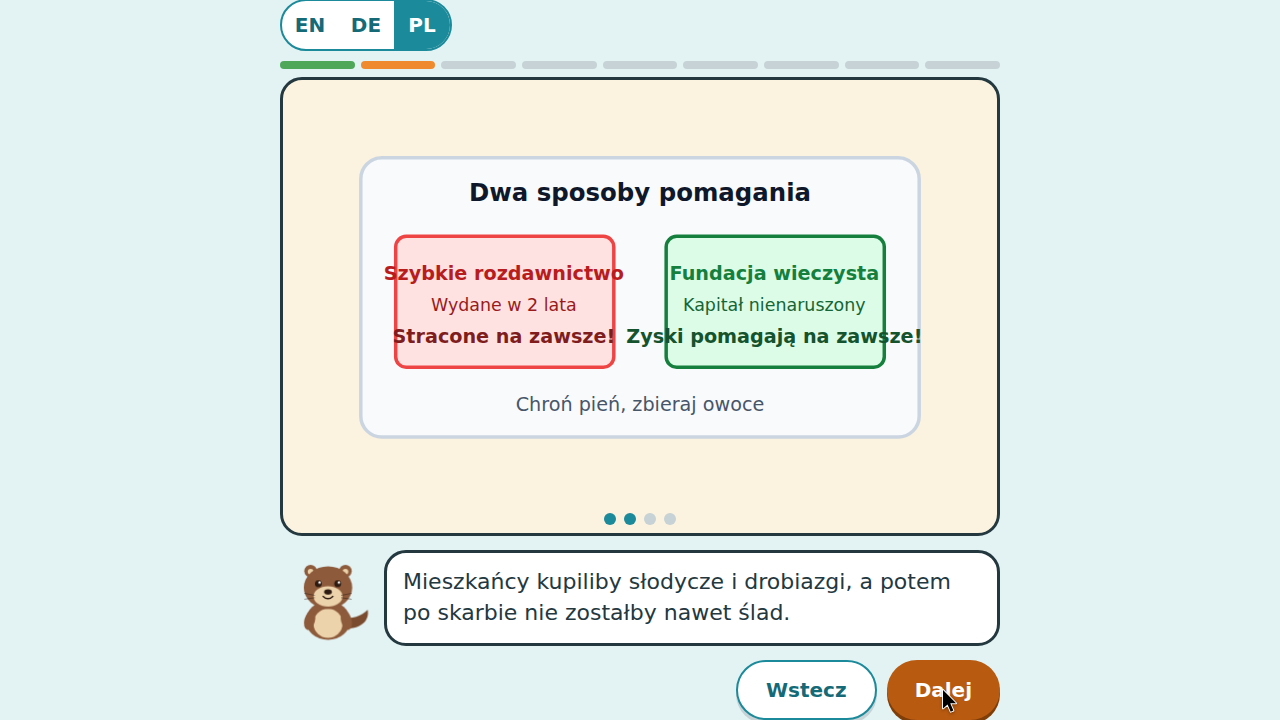 EN DE PL
Dwa sposoby pomagania
Szybkie rozdawnictwo
Wydane w 2 lata
Stracone na zawsze!
Fundacja wieczysta
Kapitał nienaruszony
Zyski pomagają na zawsze!
Chroń pień, zbieraj owoce
Mieszkańcy kupiliby słodycze i drobiazgi, a potem
po skarbie nie zostałby nawet ślad.
Wstecz
Dalej